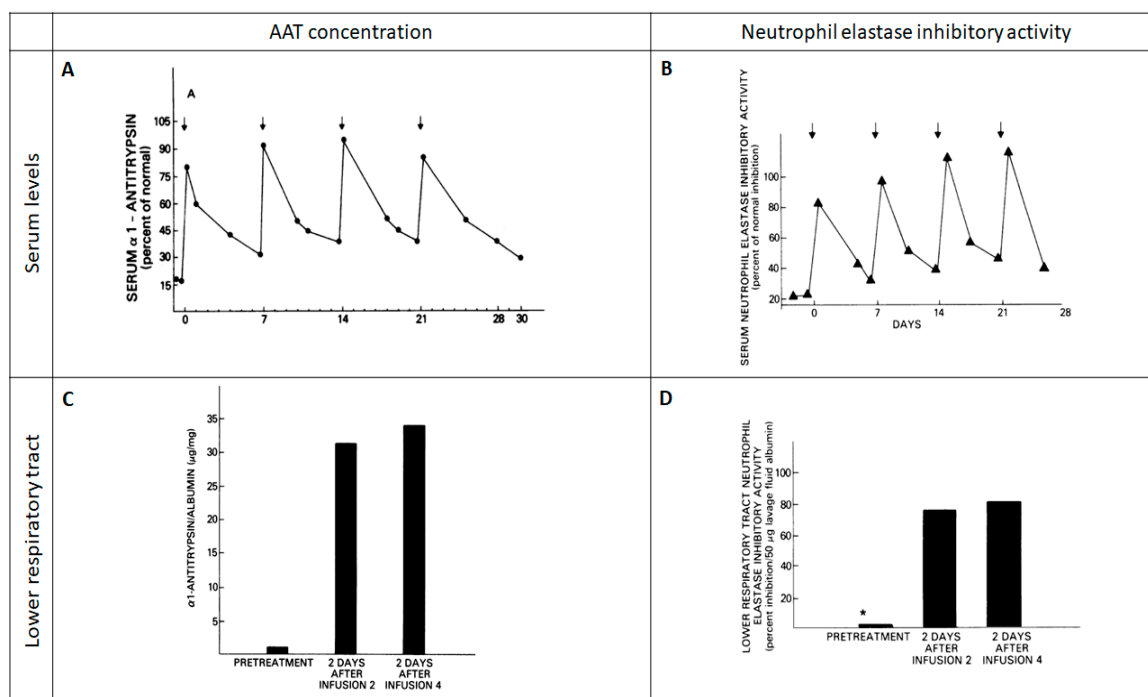 AAT concentration
Neutrophil elastase inhibitory activity
Serum levels
A
A
SERUM α1 – ANTITRYPSIN
(percent of normal)
105
90
75
60
45
30
15
0
7
14
21
28
30
B
SERUM NEUTROPHIL ELASTASE INHIBITORY ACTIVITY
(percent of normal inhibition)
100
80
60
40
20
0
7
14
21
28
DAYS
Lower respiratory tract
C
α1-ANTITRYPSIN/ALBUMIN (μg/mg)
35
30
25
20
15
10
5
PRETREATMENT
2 DAYS
AFTER
INFUSION 2
2 DAYS
AFTER
INFUSION 4
D
LOWER RESPIRATORY TRACT NEUTROPHIL
ELASTASE INHIBITORY ACTIVITY
(percent inhibition/50 μg lavage fluid albumin)
100
80
60
40
20
*
PRETREATMENT
2 DAYS
AFTER
INFUSION 2
2 DAYS
AFTER
INFUSION 4